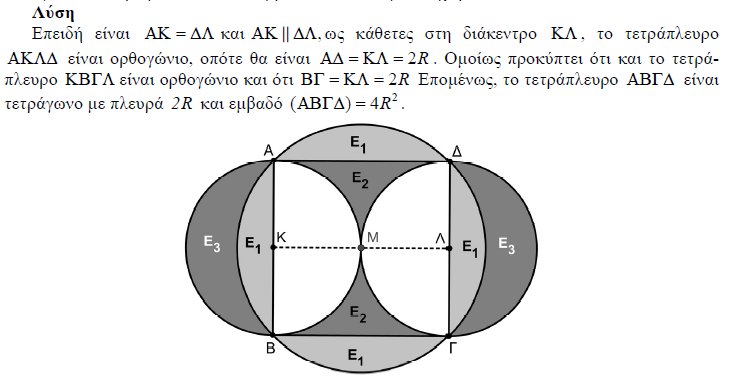 Λύση
Επειδή είναι ΑΚ = ΔΛ και ΑΚ || ΔΛ, ως κάθετες στη διάκεντρο ΚΛ, το τετράπλευρο
ΑΚΛΔ είναι ορθογώνιο, οπότε θα είναι ΑΔ = ΚΛ = 2R. Ομοίως προκύπτει ότι και το τετρά-
πλευρο ΚΒΓΛ είναι ορθογώνιο και ότι ΒΓ = ΚΛ = 2R Επομένως, το τετράπλευρο ΑΒΓΔ είναι
τετράγωνο με πλευρά 2R και εμβαδό (ΑΒΓΔ) = 4R².
E₁
Α Δ
E₂
E₃ E₁ Κ Μ Λ E₁ E₃
E₂
Β Γ
E₁